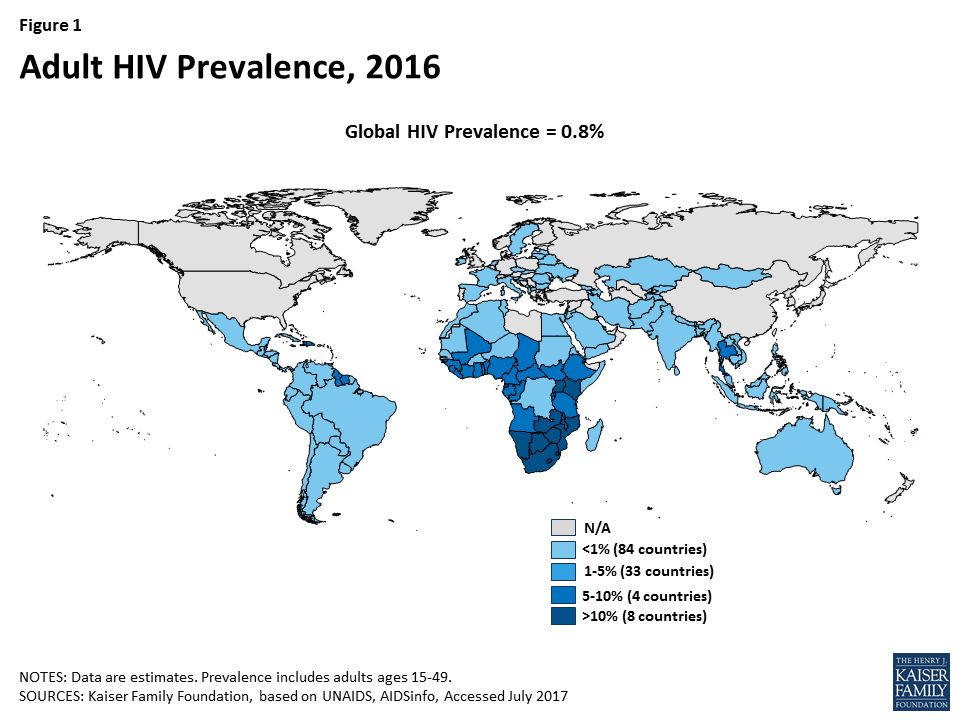 Figure 1
Adult HIV Prevalence, 2016
Global HIV Prevalence = 0.8%
N/A
<1% (84 countries)
1-5% (33 countries)
5-10% (4 countries)
>10% (8 countries)
NOTES: Data are estimates. Prevalence includes adults ages 15-49.
SOURCES: Kaiser Family Foundation, based on UNAIDS, AIDSinfo, Accessed July 2017
THE HENRY J.
KAISER
FAMILY
FOUNDATION